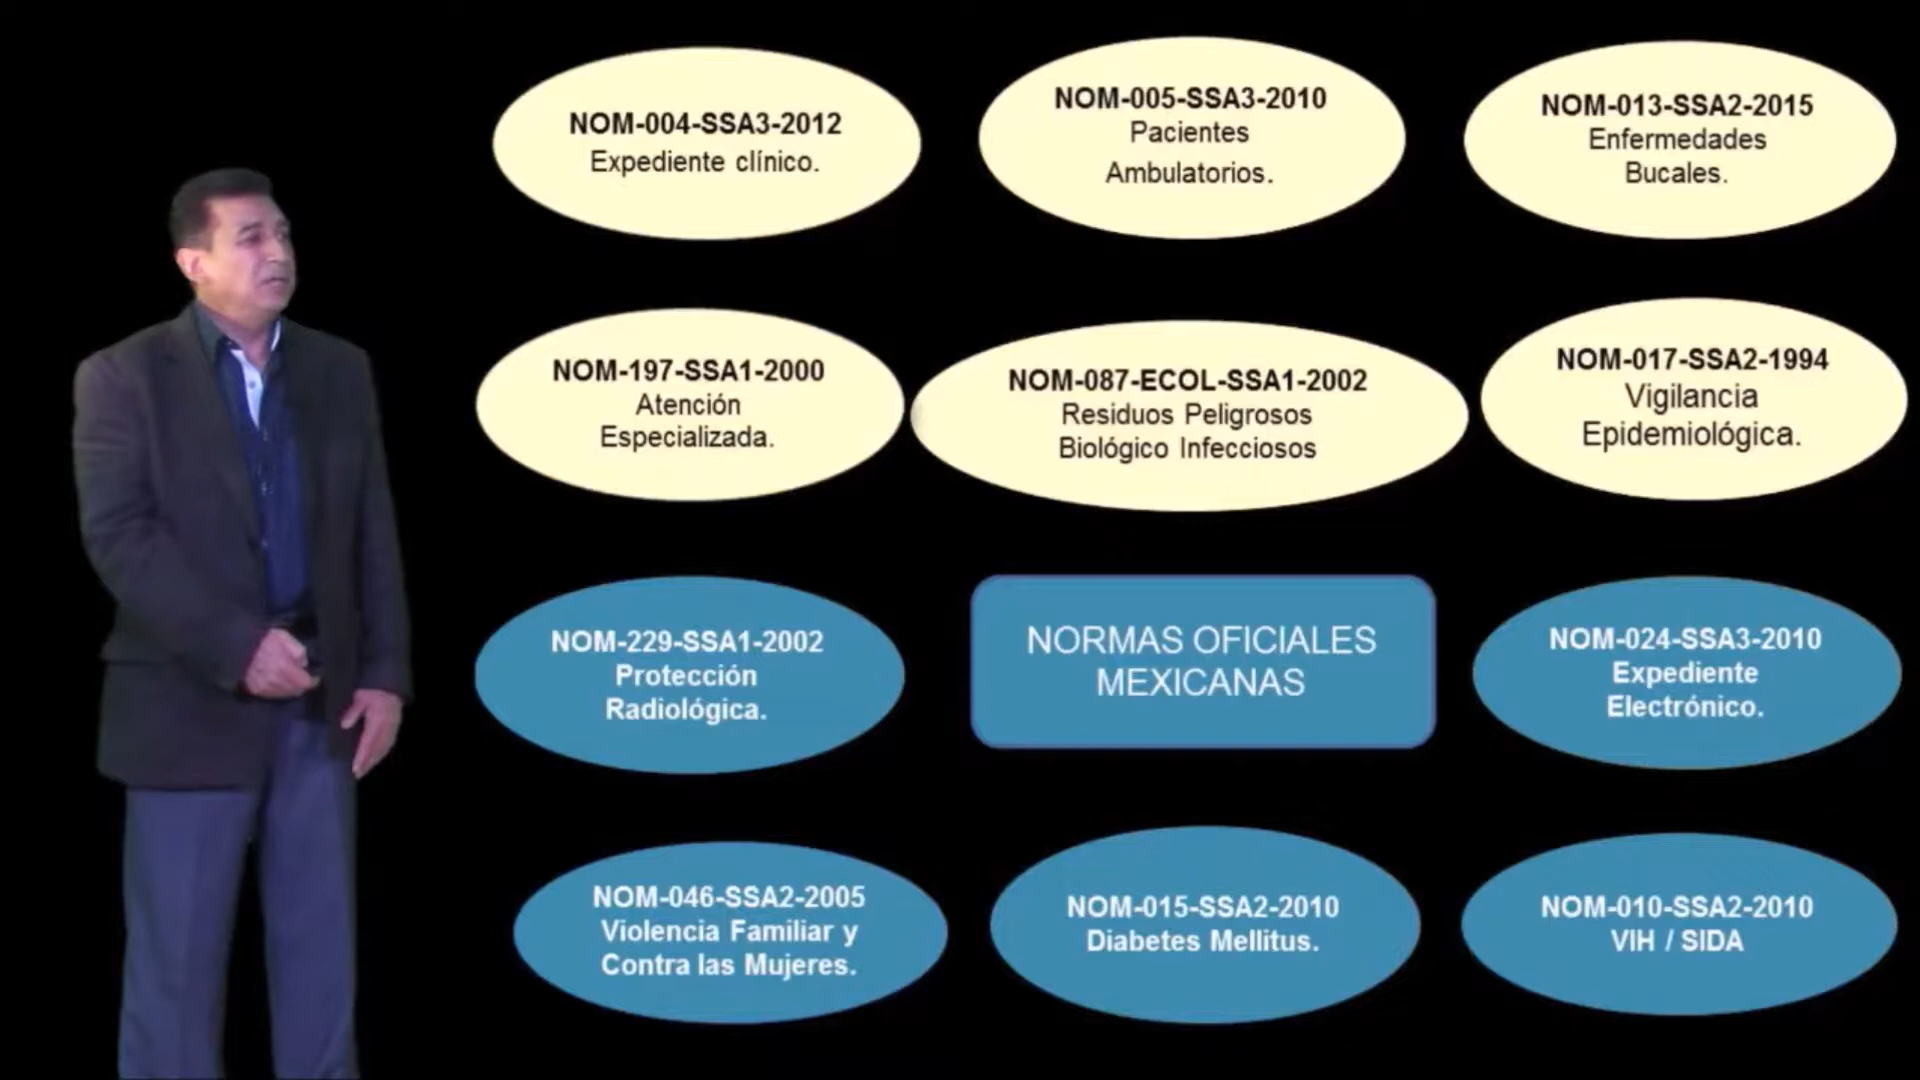 NOM-004-SSA3-2012
Expediente clínico.
NOM-005-SSA3-2010
Pacientes
Ambulatorios.
NOM-013-SSA2-2015
Enfermedades
Bucales.
NOM-197-SSA1-2000
Atención
Especializada.
NOM-087-ECOL-SSA1-2002
Residuos Peligrosos
Biológico Infecciosos
NOM-017-SSA2-1994
Vigilancia
Epidemiológica.
NOM-229-SSA1-2002
Protección
Radiológica.
NORMAS OFICIALES
MEXICANAS
NOM-024-SSA3-2010
Expediente
Electrónico.
NOM-046-SSA2-2005
Violencia Familiar y
Contra las Mujeres.
NOM-015-SSA2-2010
Diabetes Mellitus.
NOM-010-SSA2-2010
VIH / SIDA